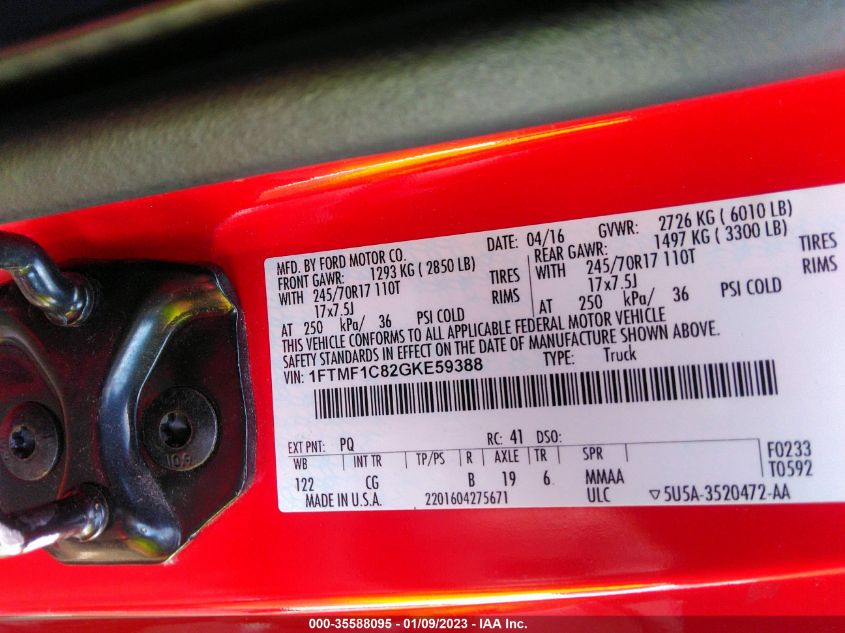 MFD. BY FORD MOTOR CO.
DATE: 04/16 GVWR: 2726 KG ( 6010 LB)
FRONT GAWR: 1293 KG ( 2850 LB) REAR GAWR: 1497 KG ( 3300 LB)
WITH 245/70R17 110T TIRES WITH 245/70R17 110T TIRES
17x7.5J RIMS 17x7.5J RIMS
AT 250 kPa/ 36 PSI COLD AT 250 kPa/ 36 PSI COLD
THIS VEHICLE CONFORMS TO ALL APPLICABLE FEDERAL MOTOR VEHICLE
SAFETY STANDARDS IN EFFECT ON THE DATE OF MANUFACTURE SHOWN ABOVE.
VIN: 1FTMF1C82GKE59388 TYPE: Truck
EXT PNT: PQ RC: 41 DSO:
WB INT TR TP/PS R AXLE TR SPR F0233
122 CG B 19 6 MMAA T0592
MADE IN U.S.A. 2201604275671 ULC ▽5U5A-3520472-AA
10.9
000-35588095 - 01/09/2023 - IAA Inc.